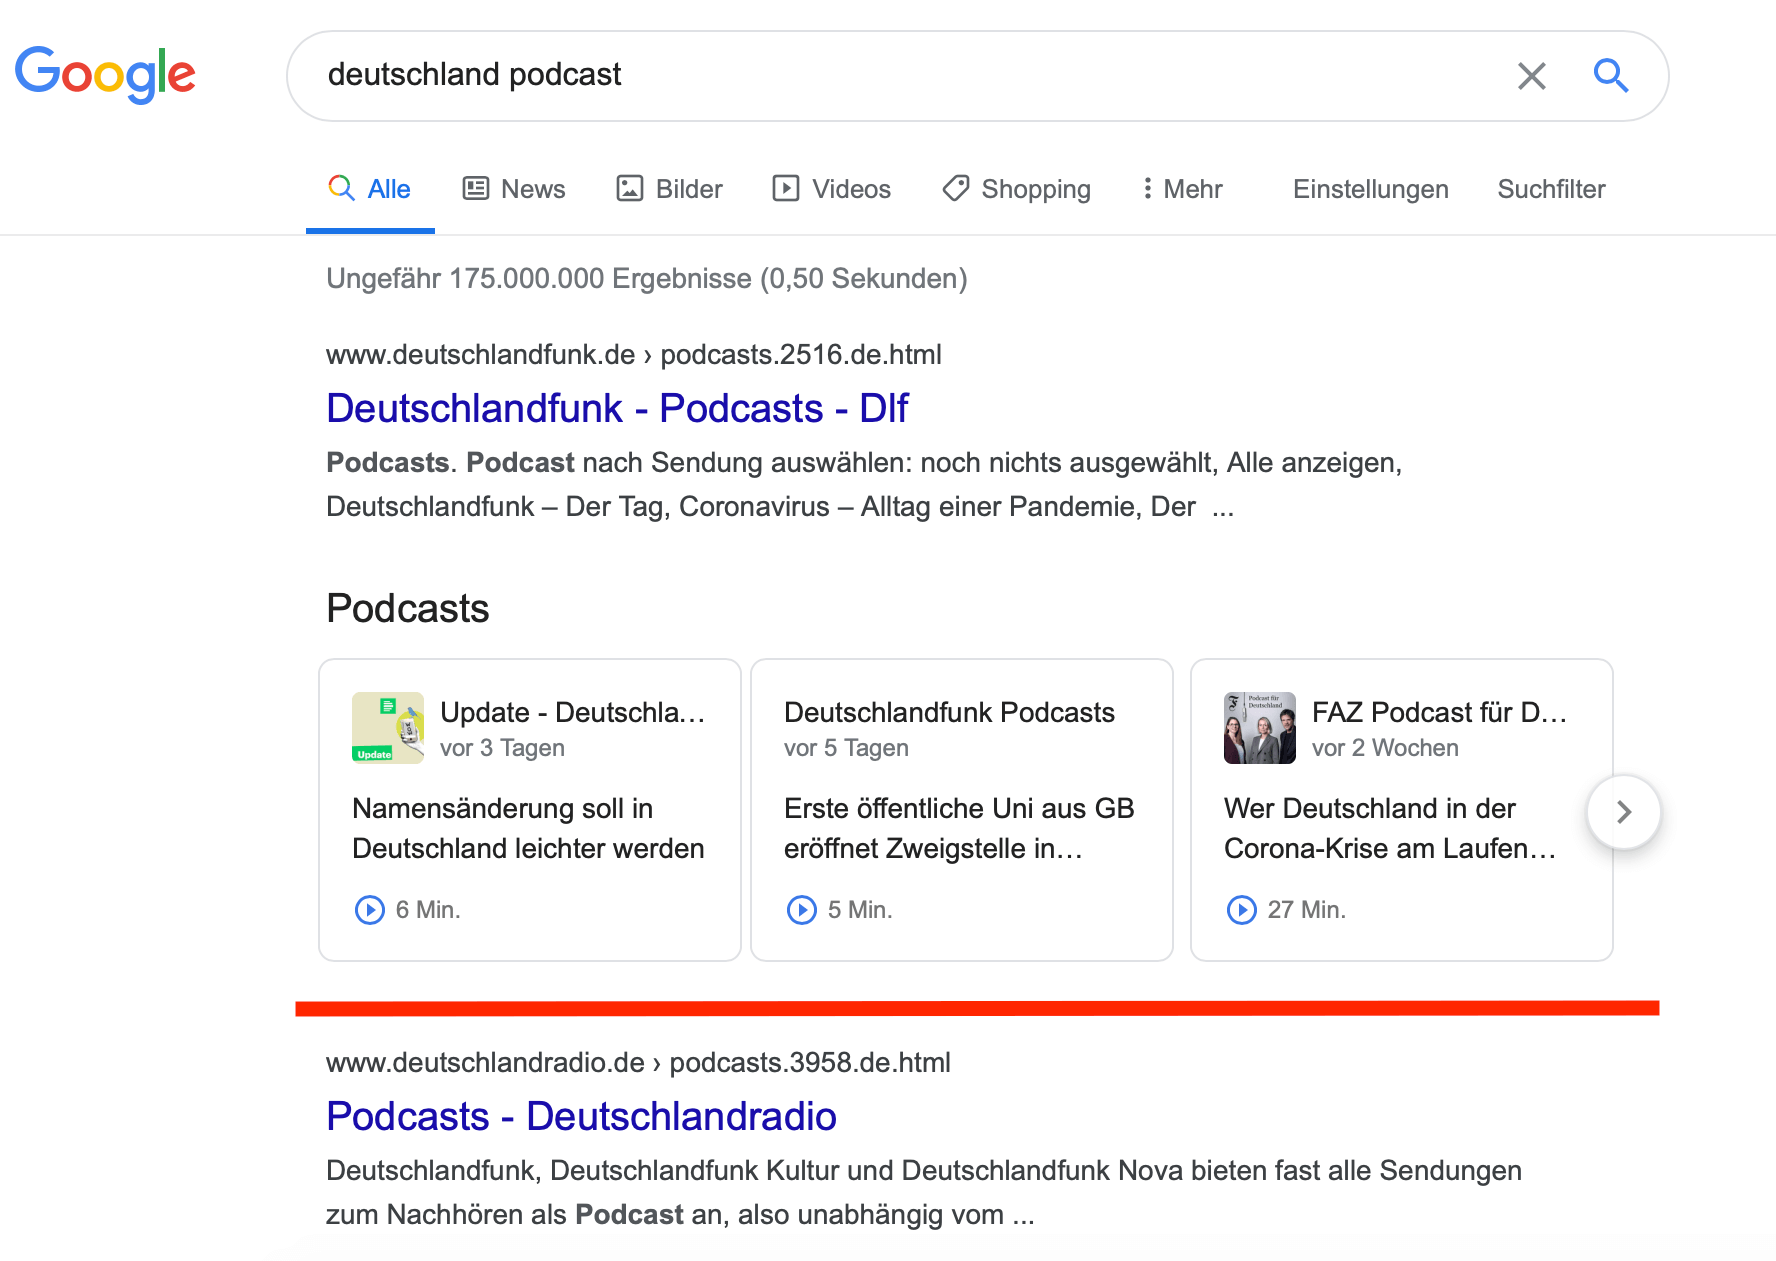 Google
deutschland podcast
Alle News Bilder Videos Shopping Mehr Einstellungen Suchfilter
Ungefähr 175.000.000 Ergebnisse (0,50 Sekunden)
www.deutschlandfunk.de › podcasts.2516.de.html
Deutschlandfunk - Podcasts - Dlf
Podcasts. Podcast nach Sendung auswählen: noch nichts ausgewählt, Alle anzeigen,
Deutschlandfunk – Der Tag, Coronavirus – Alltag einer Pandemie, Der ...
Podcasts
Update
Update - Deutschla...
vor 3 Tagen
Namensänderung soll in
Deutschland leichter werden
6 Min.
Deutschlandfunk Podcasts
vor 5 Tagen
Erste öffentliche Uni aus GB
eröffnet Zweigstelle in...
5 Min.
Podcast für
Deutschland
FAZ Podcast für D...
vor 2 Wochen
Wer Deutschland in der
Corona-Krise am Laufen...
27 Min.
www.deutschlandradio.de › podcasts.3958.de.html
Podcasts - Deutschlandradio
Deutschlandfunk, Deutschlandfunk Kultur und Deutschlandfunk Nova bieten fast alle Sendungen
zum Nachhören als Podcast an, also unabhängig vom ...